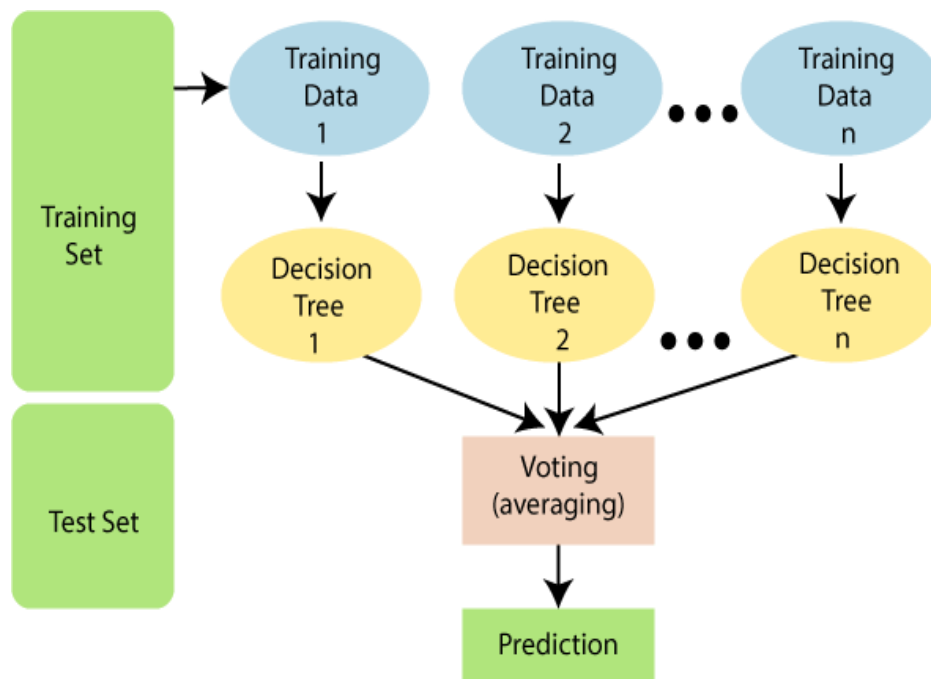 Training
Set
Test Set
Training
Data
1
Training
Data
2
Training
Data
n
Decision
Tree
1
Decision
Tree
2
Decision
Tree
n
Voting
(averaging)
Prediction